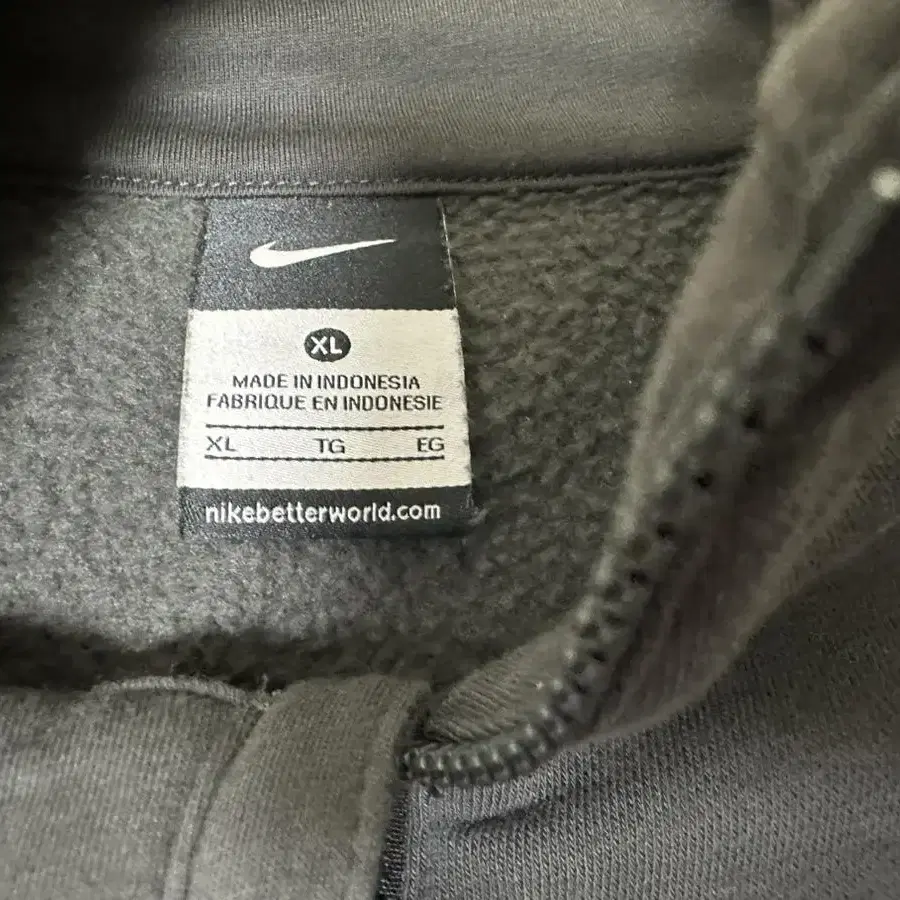 XL
MADE IN INDONESIA
FABRIQUE EN INDONESIE
XL TG EG
nikebetterworld.com